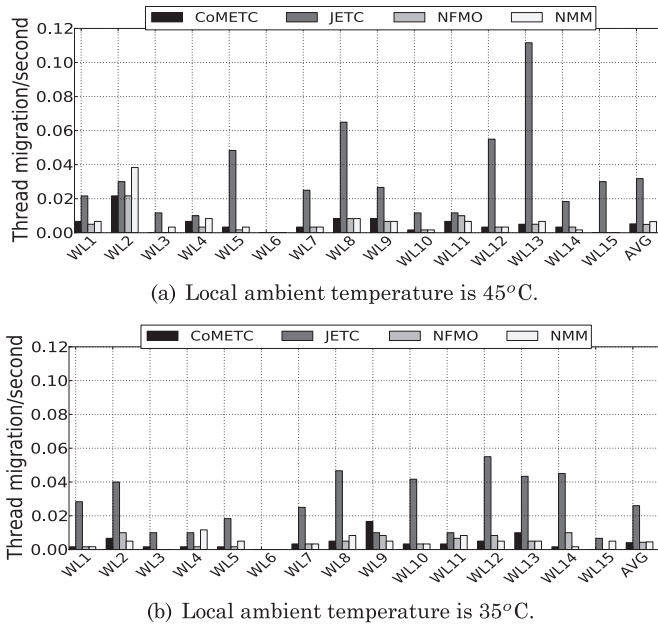 CoMETC JETC NFMO NMM
Thread migration/second
0.12
0.10
0.08
0.06
0.04
0.02
0.00
WL1 WL2 WL3 WL4 WL5 WL6 WL7 WL8 WL9 WL10 WL11 WL12 WL13 WL14 WL15 AVG
(a) Local ambient temperature is 45°C.
CoMETC JETC NFMO NMM
Thread migration/second
0.12
0.10
0.08
0.06
0.04
0.02
0.00
WL1 WL2 WL3 WL4 WL5 WL6 WL7 WL8 WL9 WL10 WL11 WL12 WL13 WL14 WL15 AVG
(b) Local ambient temperature is 35°C.